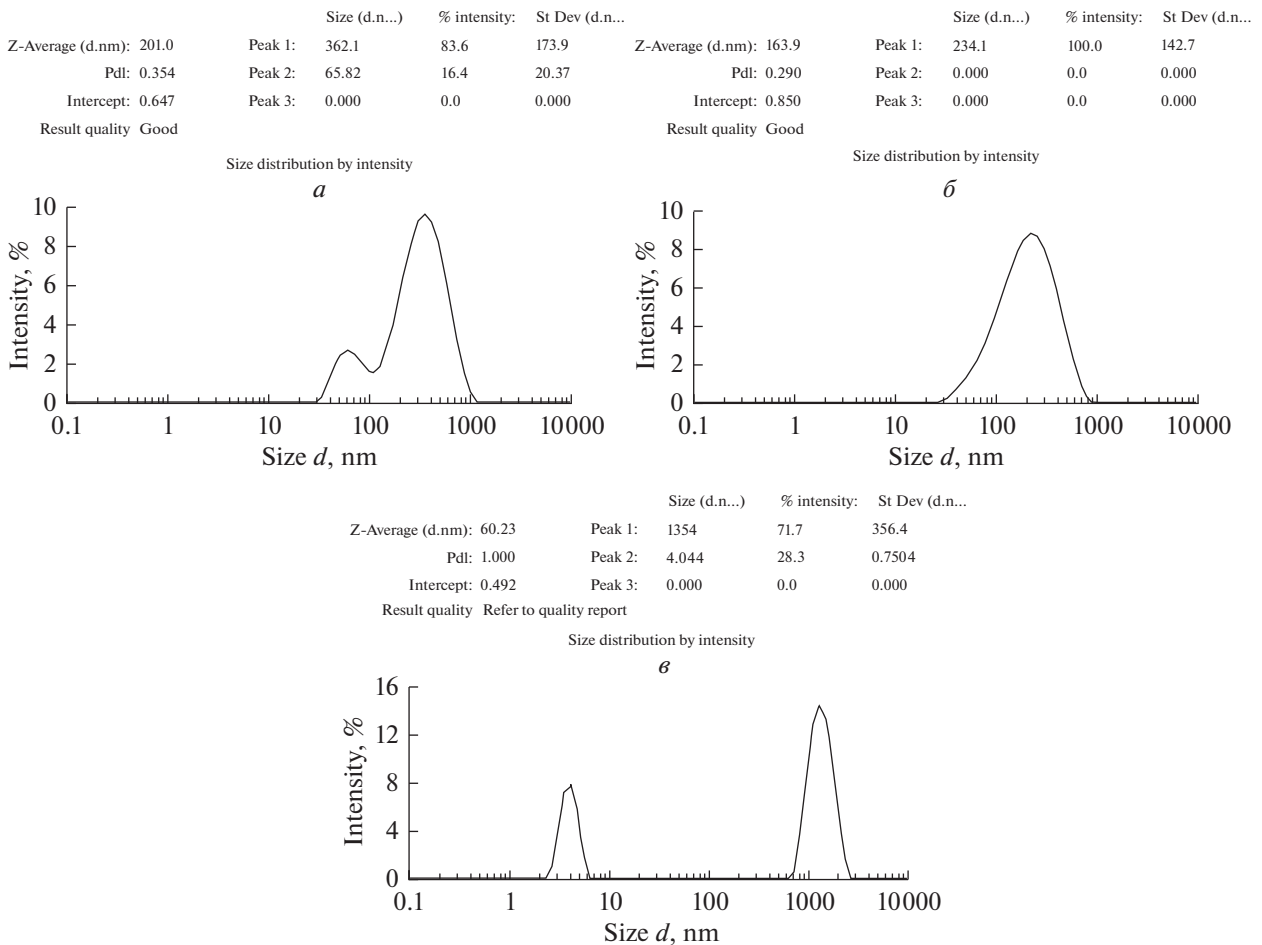 Size (d.n...) % intensity: St Dev (d.n...
Z-Average (d.nm): 201.0 Peak 1: 362.1 83.6 173.9
PdI: 0.354 Peak 2: 65.82 16.4 20.37
Intercept: 0.647 Peak 3: 0.000 0.0 0.000
Result quality Good
Size distribution by intensity
а
10
8
6
4
2
0
Intensity, %
0.1 1 10 100 1000 10000
Size d, nm
Size (d.n...) % intensity: St Dev (d.n...
Z-Average (d.nm): 163.9 Peak 1: 234.1 100.0 142.7
PdI: 0.290 Peak 2: 0.000 0.0 0.000
Intercept: 0.850 Peak 3: 0.000 0.0 0.000
Result quality Good
Size distribution by intensity
б
10
8
6
4
2
0
Intensity, %
0.1 1 10 100 1000 10000
Size d, nm
Size (d.n...) % intensity: St Dev (d.n...
Z-Average (d.nm): 60.23 Peak 1: 1354 71.7 356.4
PdI: 1.000 Peak 2: 4.044 28.3 0.7504
Intercept: 0.492 Peak 3: 0.000 0.0 0.000
Result quality Refer to quality report
Size distribution by intensity
в
16
12
8
4
0
Intensity, %
0.1 1 10 100 1000 10000
Size d, nm